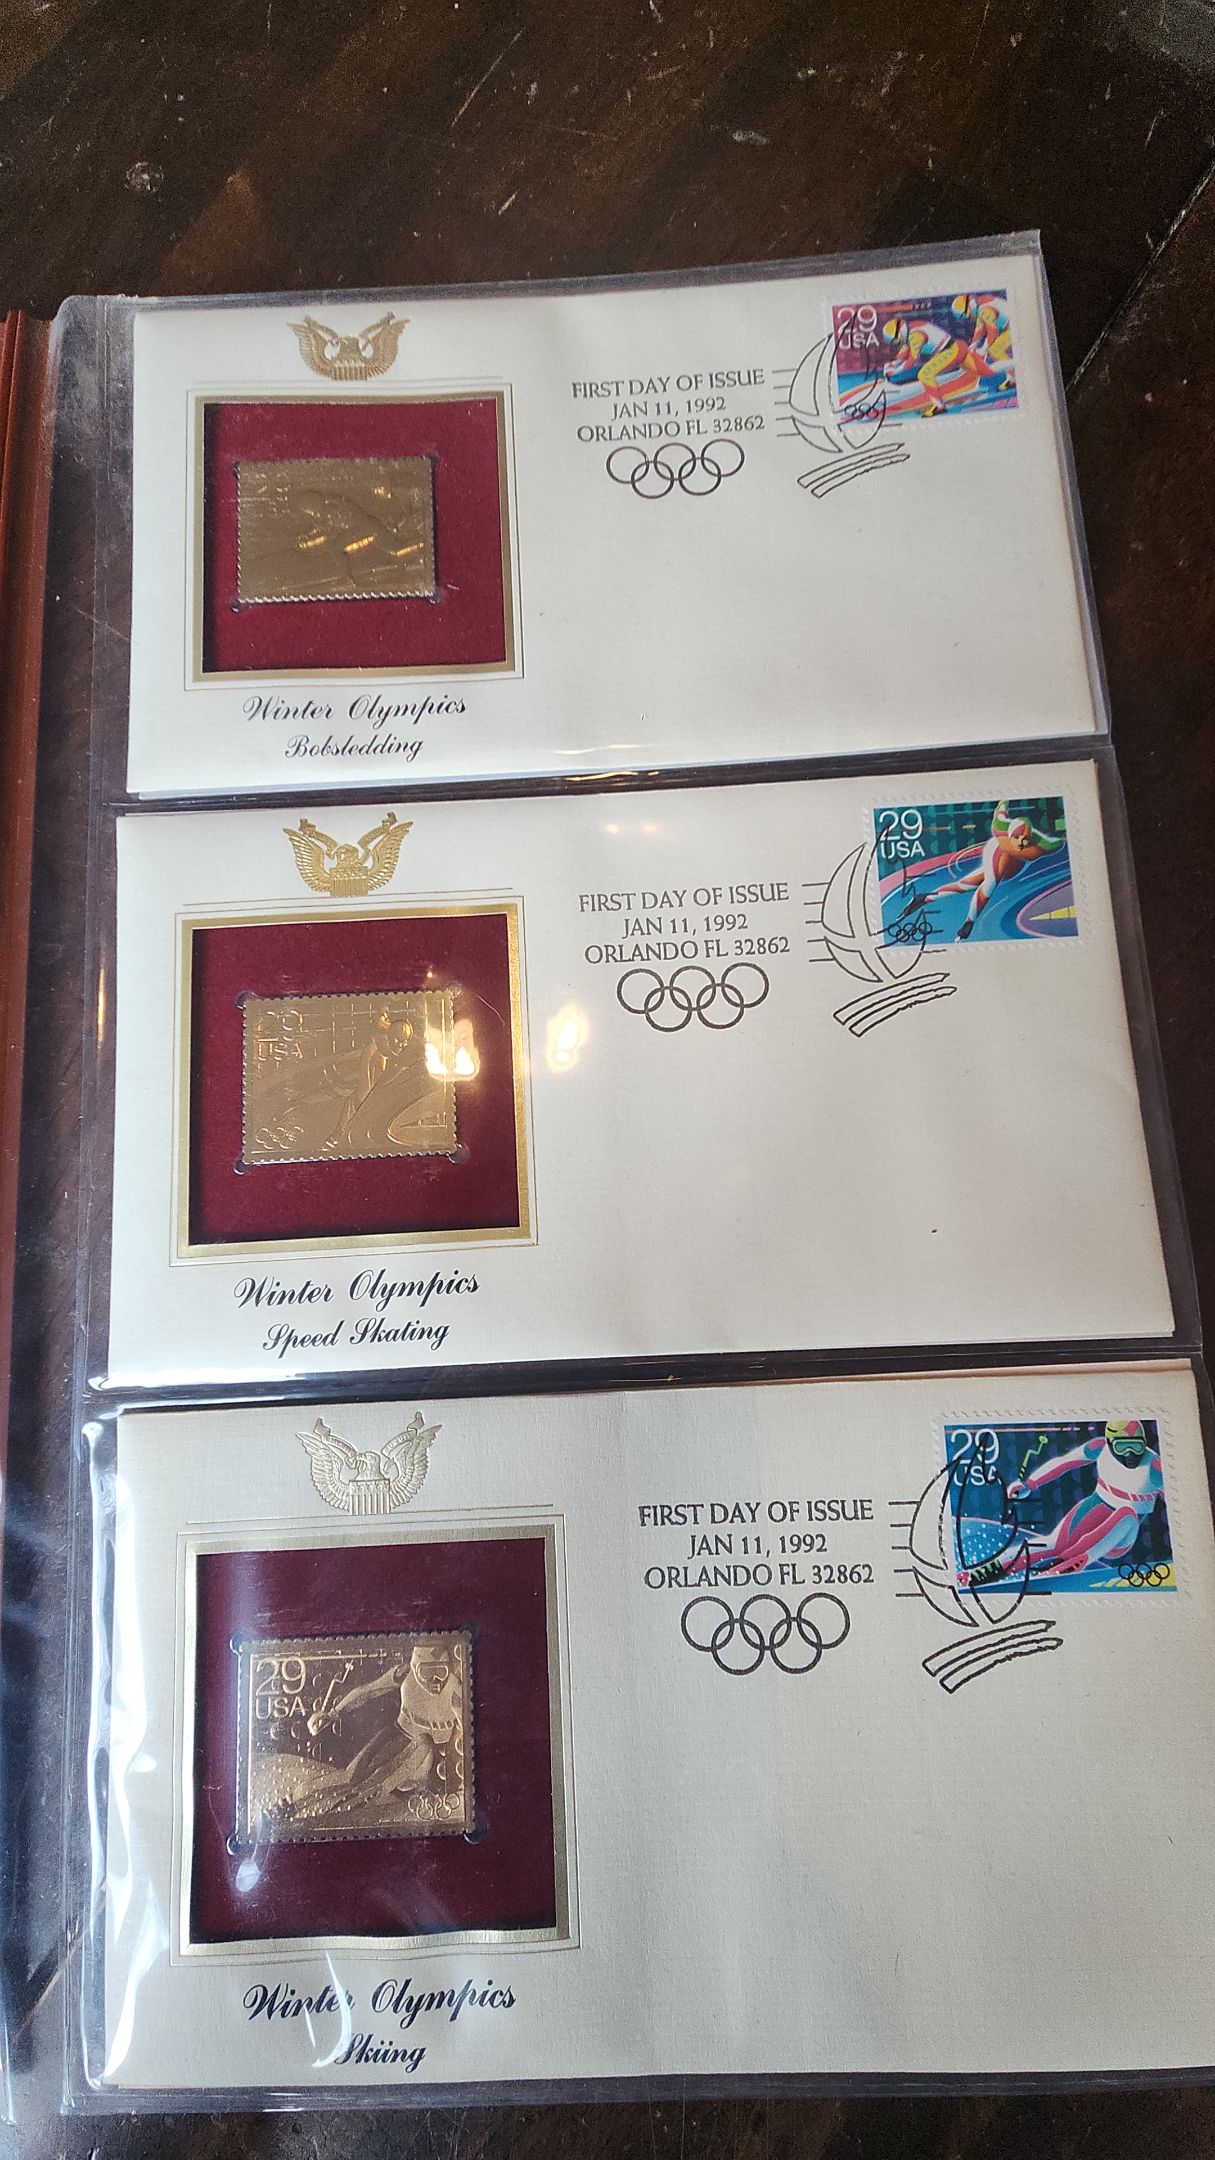 29
USA
FIRST DAY OF ISSUE
JAN 11, 1992
ORLANDO FL 32862
Winter Olympics
Bobsledding
29
USA
FIRST DAY OF ISSUE
JAN 11, 1992
ORLANDO FL 32862
29
USA
Winter Olympics
Speed Skating
29
USA
FIRST DAY OF ISSUE
JAN 11, 1992
ORLANDO FL 32862
29
USA
Winter Olympics
Skiing